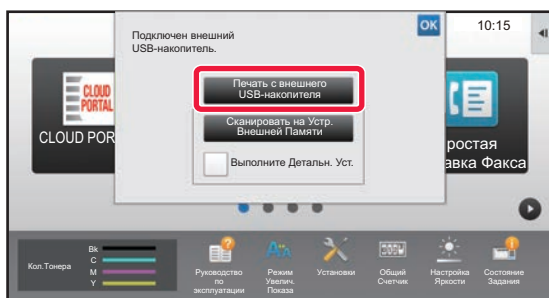 Подключен внешний
USB-накопитель.
OK
10:15
Печать с внешнего
USB-накопителя
Сканировать на Устр.
Внешней Памяти
Выполните Детальн. Уст.
CLOUD
PORTAL
CLOUD POR
ростая
авка Факса
Кол.Тонера
Bk
C
M
Y
Руководство
по
эксплуатации
Режим
Увелич.
Показа
Установки
Общий
Счетчик
Настройка
Яркости
Состояние
Задания